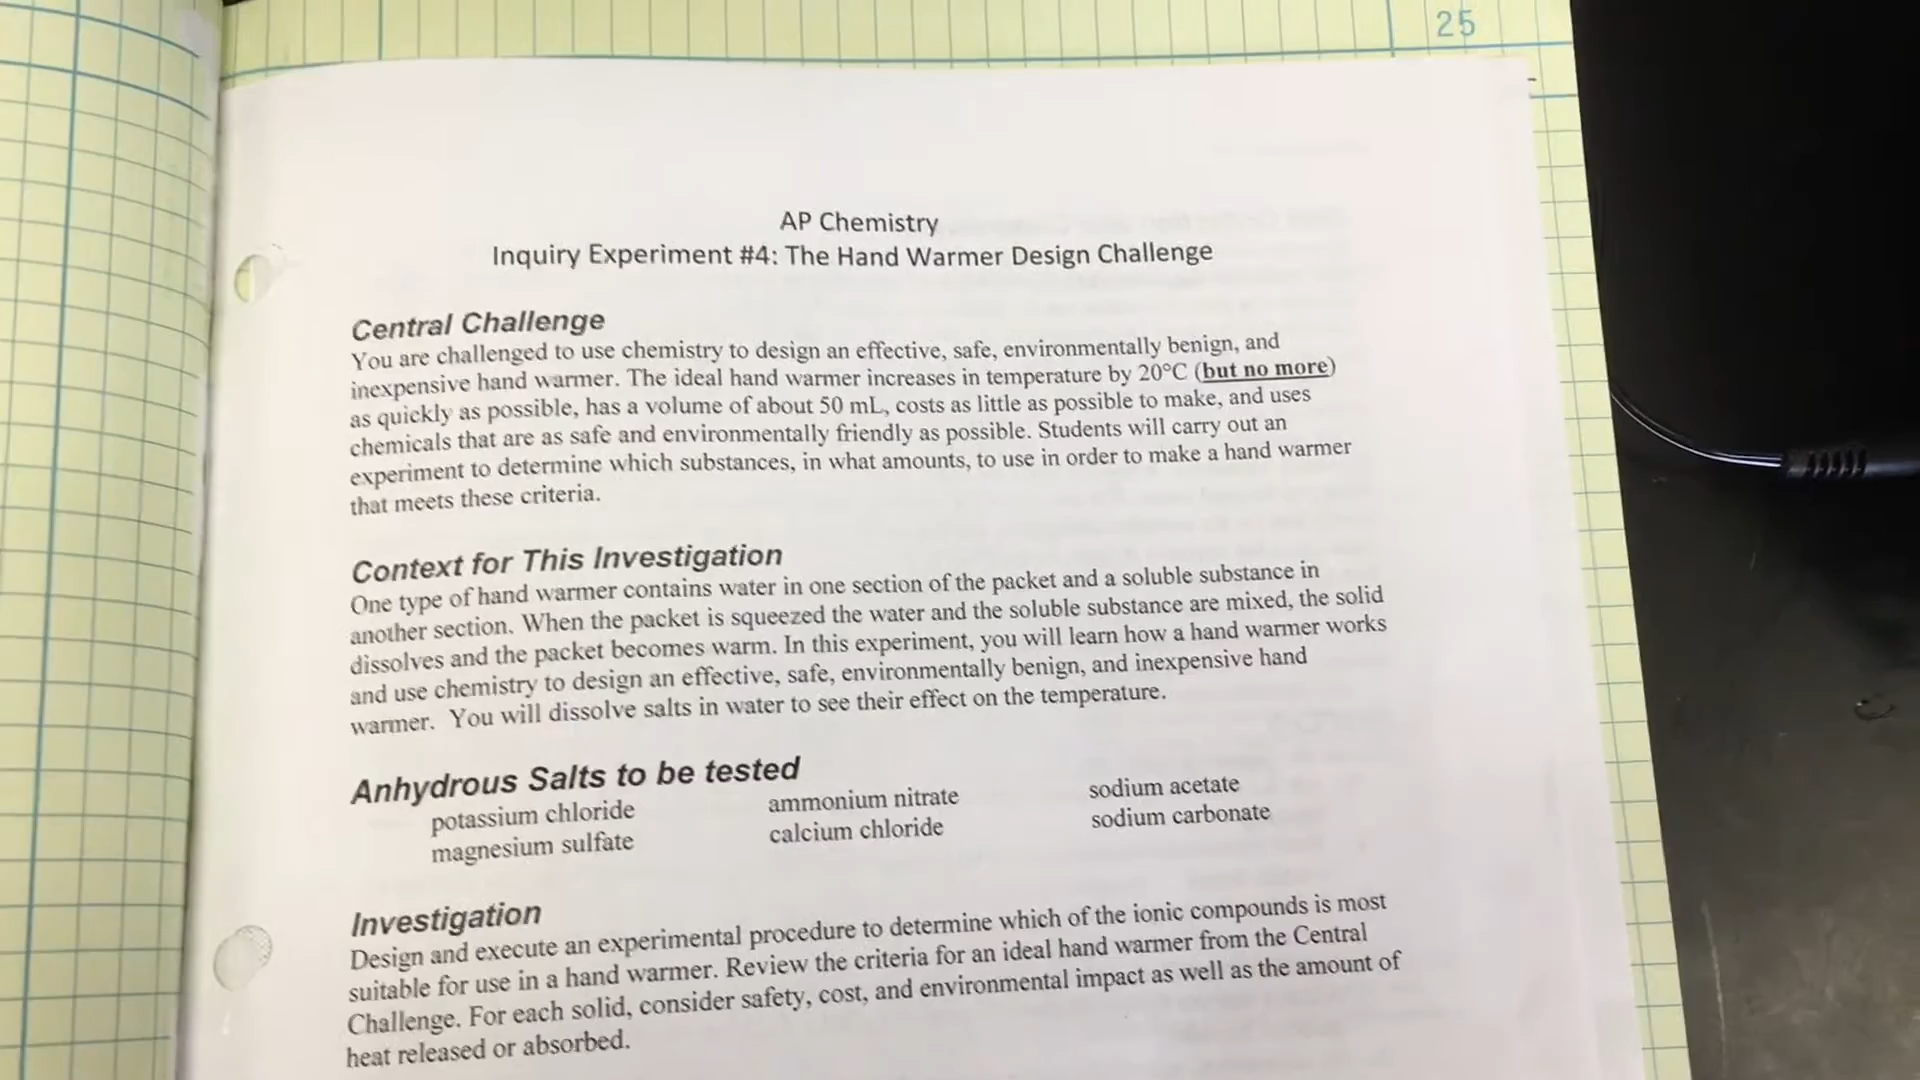 25
AP Chemistry
Inquiry Experiment #4: The Hand Warmer Design Challenge
Central Challenge
You are challenged to use chemistry to design an effective, safe, environmentally benign, and
inexpensive hand warmer. The ideal hand warmer increases in temperature by 20°C (but no more)
as quickly as possible, has a volume of about 50 mL, costs as little as possible to make, and uses
chemicals that are as safe and environmentally friendly as possible. Students will carry out an
experiment to determine which substances, in what amounts, to use in order to make a hand warmer
that meets these criteria.
Context for This Investigation
One type of hand warmer contains water in one section of the packet and a soluble substance in
another section. When the packet is squeezed the water and the soluble substance are mixed, the solid
dissolves and the packet becomes warm. In this experiment, you will learn how a hand warmer works
and use chemistry to design an effective, safe, environmentally benign, and inexpensive hand
warmer. You will dissolve salts in water to see their effect on the temperature.
Anhydrous Salts to be tested
potassium chloride ammonium nitrate sodium acetate
magnesium sulfate calcium chloride sodium carbonate
Investigation
Design and execute an experimental procedure to determine which of the ionic compounds is most
suitable for use in a hand warmer. Review the criteria for an ideal hand warmer from the Central
Challenge. For each solid, consider safety, cost, and environmental impact as well as the amount of
heat released or absorbed.